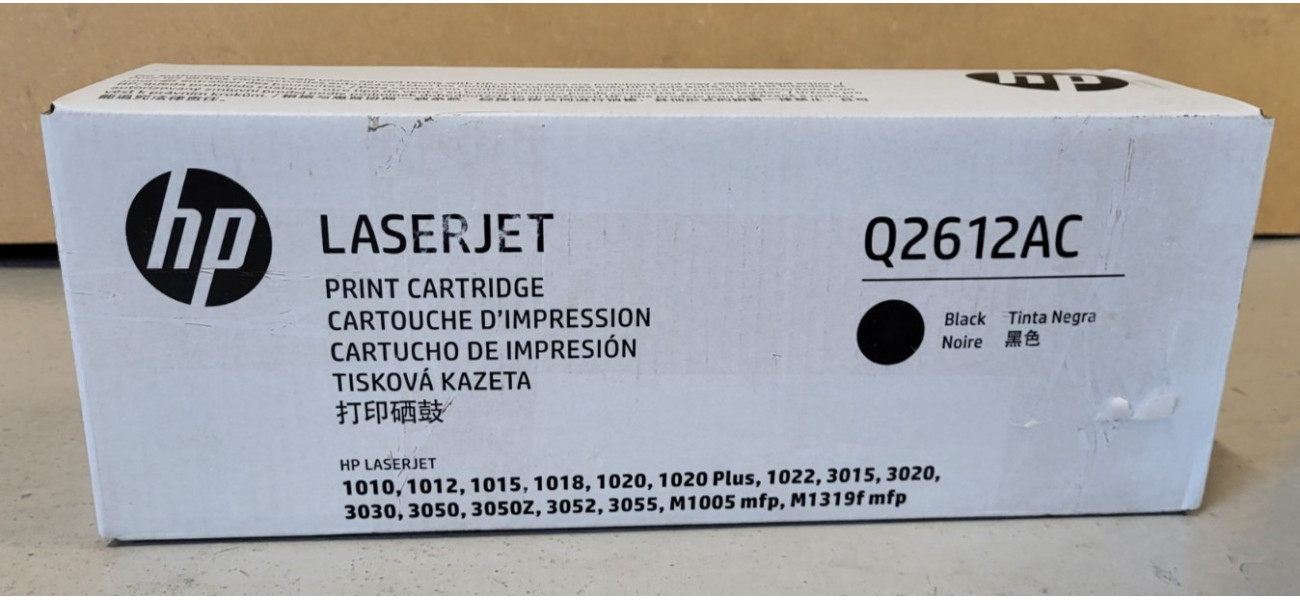 hp
hp
LASERJET
PRINT CARTRIDGE
CARTOUCHE D'IMPRESSION
CARTUCHO DE IMPRESIÓN
TISKOVÁ KAZETA
打印硒鼓
HP LASERJET
1010, 1012, 1015, 1018, 1020, 1020 Plus, 1022, 3015, 3020,
3030, 3050, 3050Z, 3052, 3055, M1005 mfp, M1319f mfp
Q2612AC
Black Tinta Negra
Noire 黑色